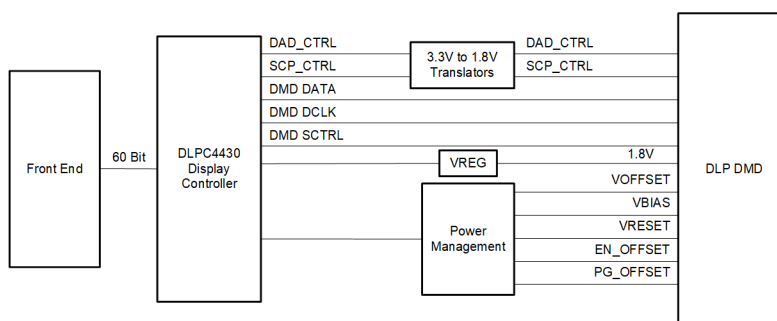 DAD_CTRL
3.3V to 1.8V
Translators
DAD_CTRL
SCP_CTRL
SCP_CTRL
DMD DATA
DMD DCLK
DMD SCTRL
Front End
60 Bit
DLPC4430
Display
Controller
VREG
1.8V
DLP DMD
VOFFSET
VBIAS
Power
Management
VRESET
EN_OFFSET
PG_OFFSET